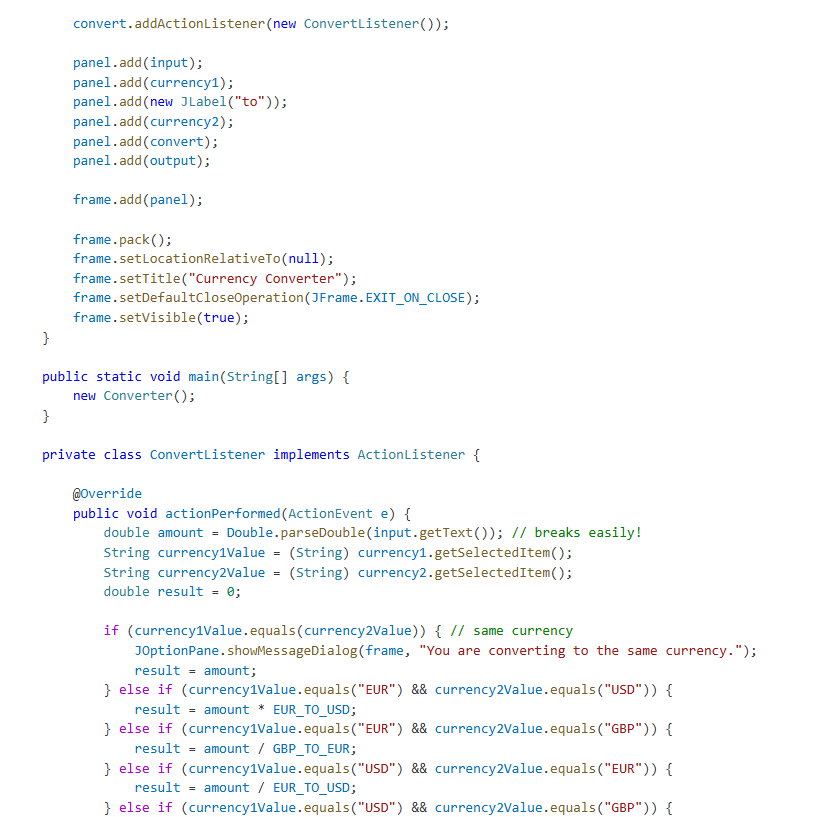 convert.addActionListener(new ConvertListener());
panel.add(input);
panel.add(currency1);
panel.add(new JLabel("to"));
panel.add(currency2);
panel.add(convert);
panel.add(output);
frame.add(panel);
frame.pack();
frame.setLocationRelativeTo(null);
frame.setTitle("Currency Converter");
frame.setDefaultCloseOperation(JFrame.EXIT_ON_CLOSE);
frame.setVisible(true);
}
public static void main(String[] args) {
new Converter();
}
private class ConvertListener implements ActionListener {
@Override
public void actionPerformed(ActionEvent e) {
double amount = Double.parseDouble(input.getText()); // breaks easily!
String currency1Value = (String) currency1.getSelectedItem();
String currency2Value = (String) currency2.getSelectedItem();
double result = 0;
if (currency1Value.equals(currency2Value)) { // same currency
JOptionPane.showMessageDialog(frame, "You are converting to the same currency.");
result = amount;
} else if (currency1Value.equals("EUR") && currency2Value.equals("USD")) {
result = amount * EUR_TO_USD;
} else if (currency1Value.equals("EUR") && currency2Value.equals("GBP")) {
result = amount / GBP_TO_EUR;
} else if (currency1Value.equals("USD") && currency2Value.equals("EUR")) {
result = amount / EUR_TO_USD;
} else if (currency1Value.equals("USD") && currency2Value.equals("GBP")) {